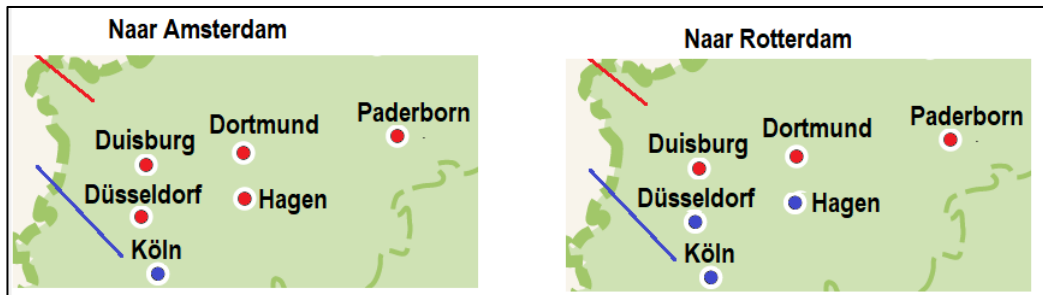 Naar Amsterdam
Duisburg
Dortmund
Paderborn
Düsseldorf
Hagen
Köln
Naar Rotterdam
Duisburg
Dortmund
Paderborn
Düsseldorf
Hagen
Köln